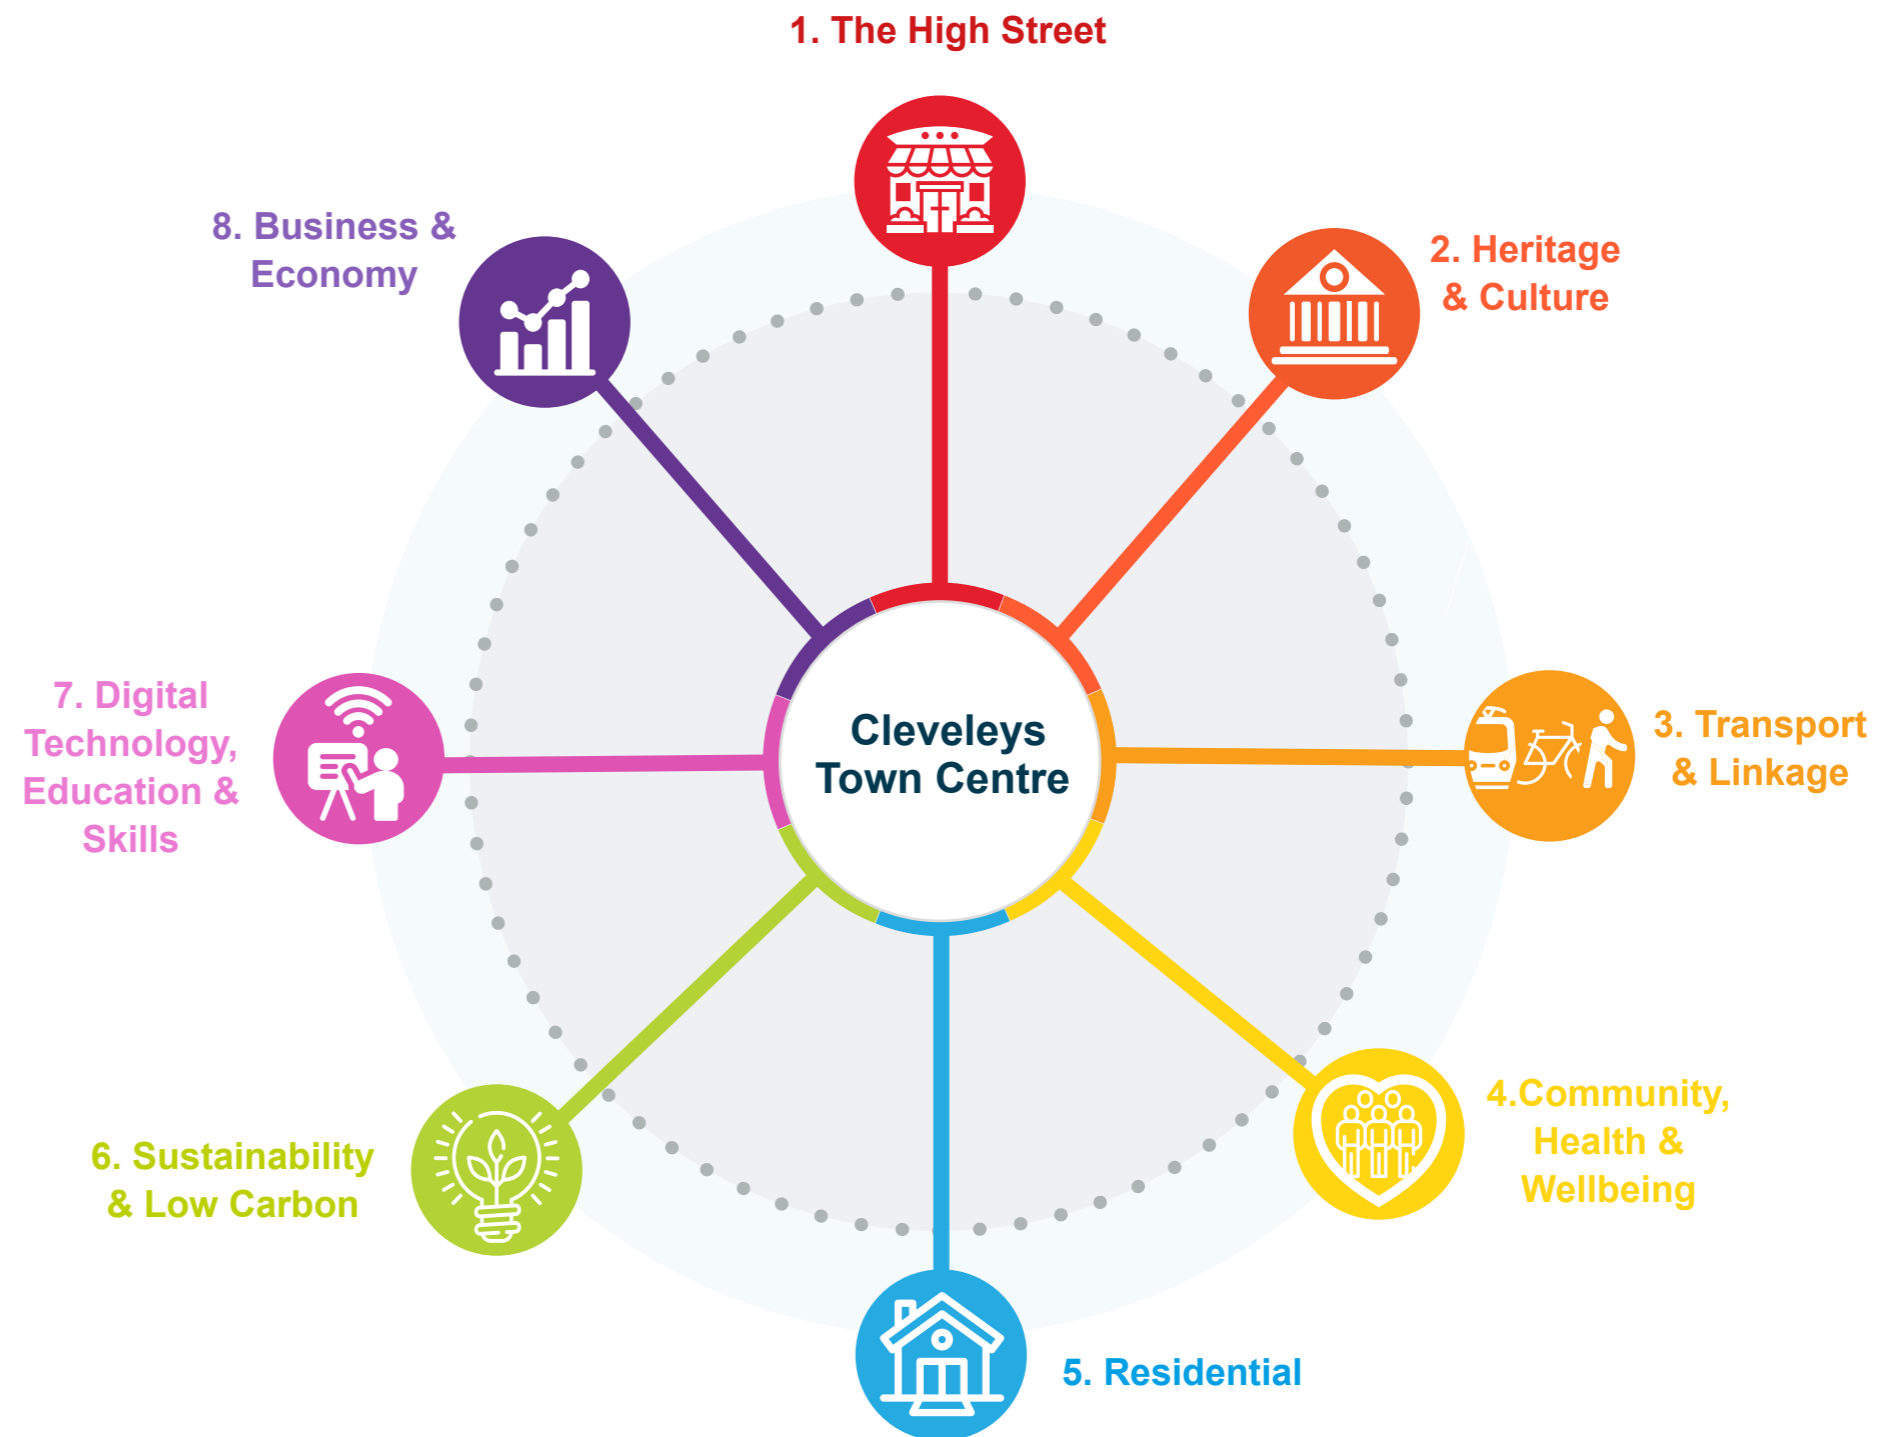 1. The High Street
2. Heritage
& Culture
3. Transport
& Linkage
4.Community,
Health &
Wellbeing
5. Residential
6. Sustainability
& Low Carbon
7. Digital
Technology,
Education &
Skills
8. Business &
Economy
Cleveleys
Town Centre